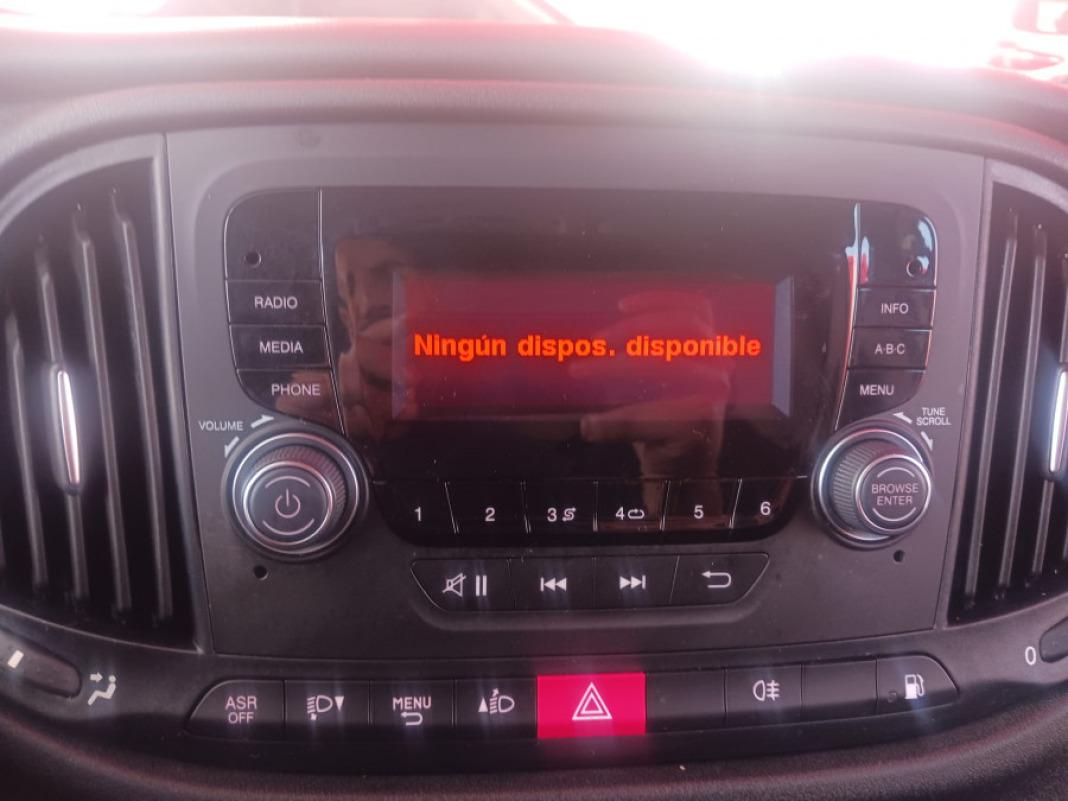 RADIO
MEDIA
PHONE
VOLUME
Ningún dispos. disponible
INFO
A-B-C
MENU
TUNE
SCROLL
BROWSE
ENTER
1
2
3
4
5
6
0
ASR
OFF
MENU